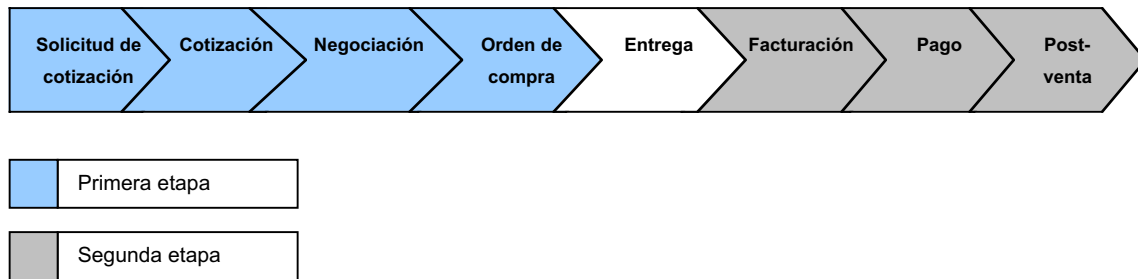 Solicitud de
cotización
Cotización
Negociación
Orden de
compra
Entrega
Facturación
Pago
Post-
venta
Primera etapa
Segunda etapa